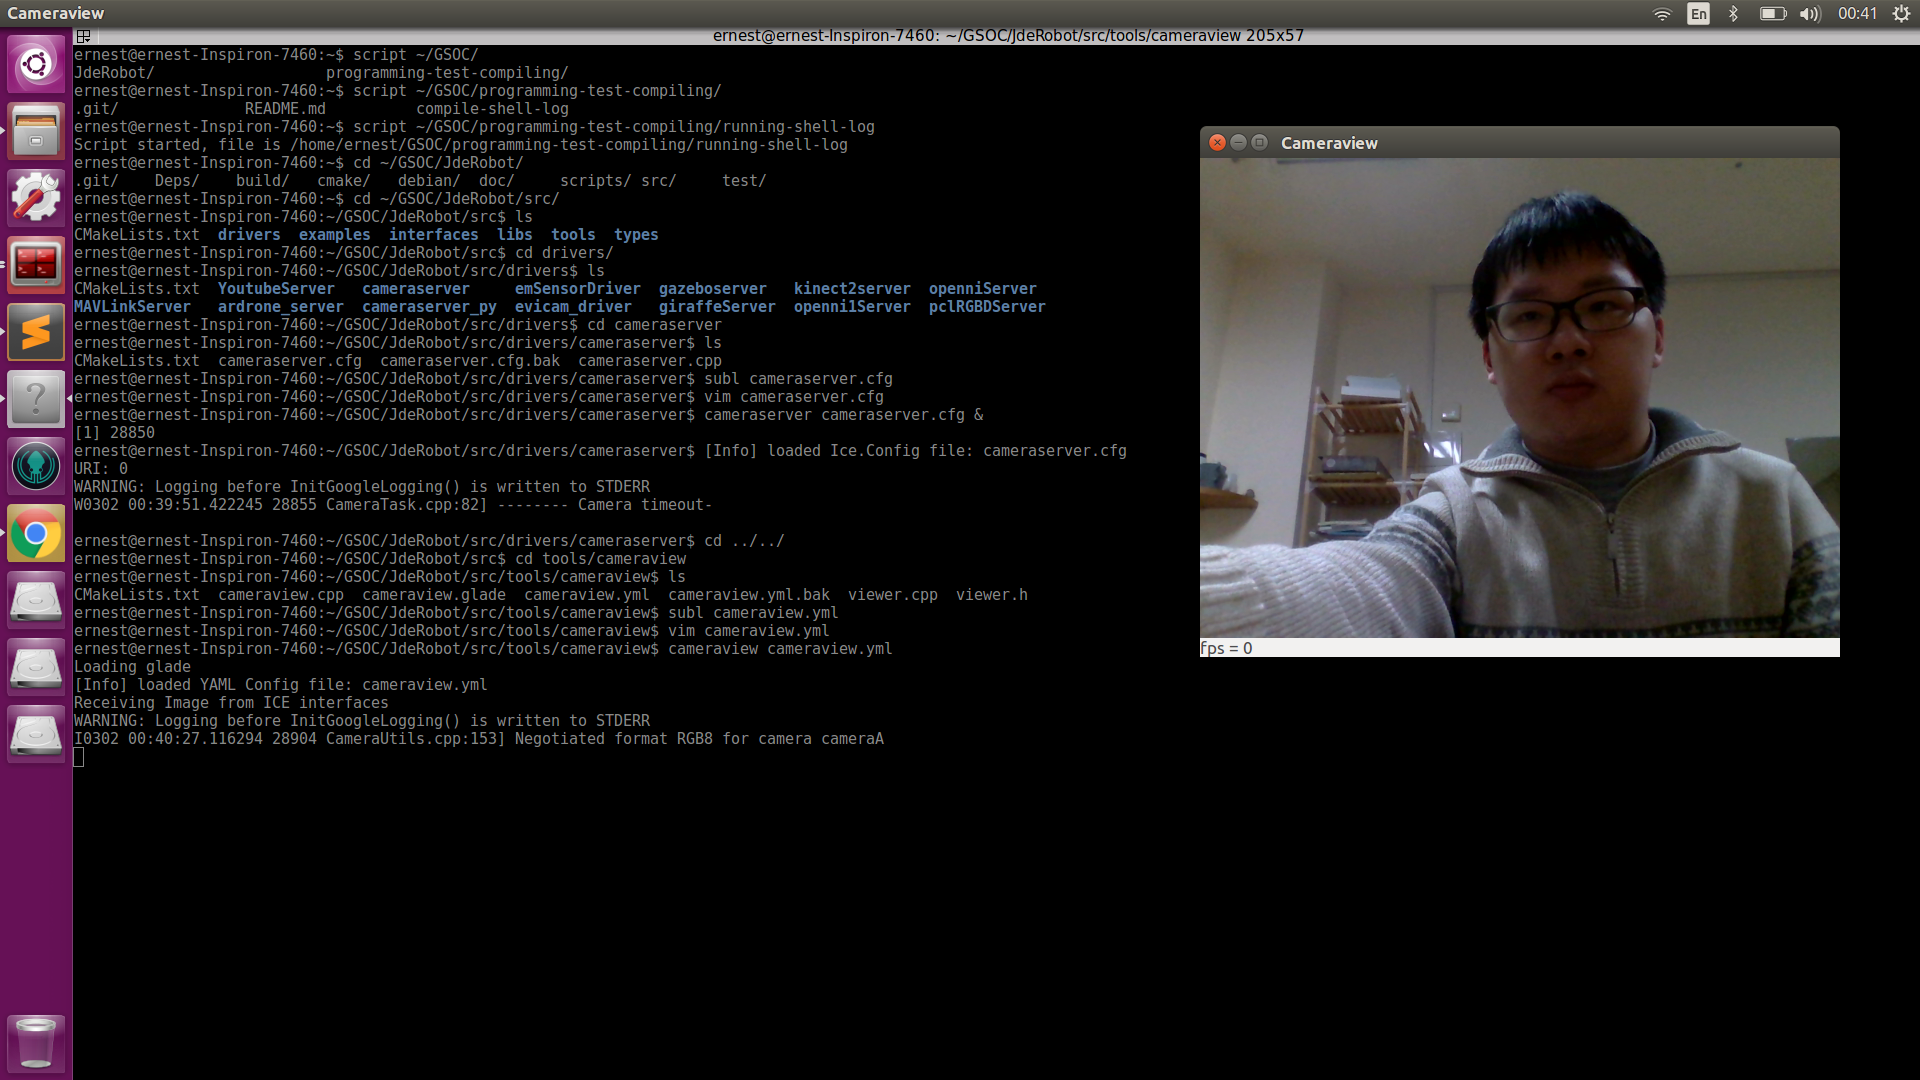 Cameraview
En
00:41
ernest@ernest-Inspiron-7460: ~/GSOC/JdeRobot/src/tools/cameraview 205x57
ernest@ernest-Inspiron-7460:~$ script ~/GSOC/
JdeRobot/ programming-test-compiling/
ernest@ernest-Inspiron-7460:~$ script ~/GSOC/programming-test-compiling/
.git/ README.md compile-shell-log
ernest@ernest-Inspiron-7460:~$ script ~/GSOC/programming-test-compiling/running-shell-log
Script started, file is /home/ernest/GSOC/programming-test-compiling/running-shell-log
ernest@ernest-Inspiron-7460:~$ cd ~/GSOC/JdeRobot/
.git/ Deps/ build/ cmake/ debian/ doc/ scripts/ src/ test/
ernest@ernest-Inspiron-7460:~$ cd ~/GSOC/JdeRobot/src/
ernest@ernest-Inspiron-7460:~/GSOC/JdeRobot/src$ ls
CMakeLists.txt drivers examples interfaces libs tools types
ernest@ernest-Inspiron-7460:~/GSOC/JdeRobot/src$ cd drivers/
ernest@ernest-Inspiron-7460:~/GSOC/JdeRobot/src/drivers$ ls
CMakeLists.txt YoutubeServer cameraserver emSensorDriver gazeboserver kinect2server openniServer
MAVLinkServer ardrone_server cameraserver_py evicam_driver giraffeServer openni1Server pclRGBDServer
ernest@ernest-Inspiron-7460:~/GSOC/JdeRobot/src/drivers$ cd cameraserver
ernest@ernest-Inspiron-7460:~/GSOC/JdeRobot/src/drivers/cameraserver$ ls
CMakeLists.txt cameraserver.cfg cameraserver.cfg.bak cameraserver.cpp
ernest@ernest-Inspiron-7460:~/GSOC/JdeRobot/src/drivers/cameraserver$ subl cameraserver.cfg
ernest@ernest-Inspiron-7460:~/GSOC/JdeRobot/src/drivers/cameraserver$ vim cameraserver.cfg
ernest@ernest-Inspiron-7460:~/GSOC/JdeRobot/src/drivers/cameraserver$ cameraserver cameraserver.cfg &
[1] 28850
ernest@ernest-Inspiron-7460:~/GSOC/JdeRobot/src/drivers/cameraserver$ [Info] loaded Ice.Config file: cameraserver.cfg
URI: 0
WARNING: Logging before InitGoogleLogging() is written to STDERR
W0302 00:39:51.422245 28855 CameraTask.cpp:82] -------- Camera timeout-
ernest@ernest-Inspiron-7460:~/GSOC/JdeRobot/src/drivers/cameraserver$ cd ../../
ernest@ernest-Inspiron-7460:~/GSOC/JdeRobot/src$ cd tools/cameraview
ernest@ernest-Inspiron-7460:~/GSOC/JdeRobot/src/tools/cameraview$ ls
CMakeLists.txt cameraview.cpp cameraview.glade cameraview.yml cameraview.yml.bak viewer.cpp viewer.h
ernest@ernest-Inspiron-7460:~/GSOC/JdeRobot/src/tools/cameraview$ subl cameraview.yml
ernest@ernest-Inspiron-7460:~/GSOC/JdeRobot/src/tools/cameraview$ vim cameraview.yml
ernest@ernest-Inspiron-7460:~/GSOC/JdeRobot/src/tools/cameraview$ cameraview cameraview.yml
Loading glade
[Info] loaded YAML Config file: cameraview.yml
Receiving Image from ICE interfaces
WARNING: Logging before InitGoogleLogging() is written to STDERR
I0302 00:40:27.116294 28904 CameraUtils.cpp:153] Negotiated format RGB8 for camera cameraA
Cameraview
fps = 0